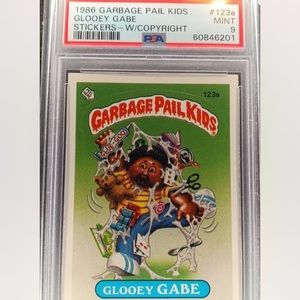 1986 GARBAGE PAIL KIDS #123a
GLOOEY GABE MINT
STICKERS - W/COPYRIGHT 9
PSA 60846201
123a
GARBAGE PAIL KIDS
GLOOEY GABE